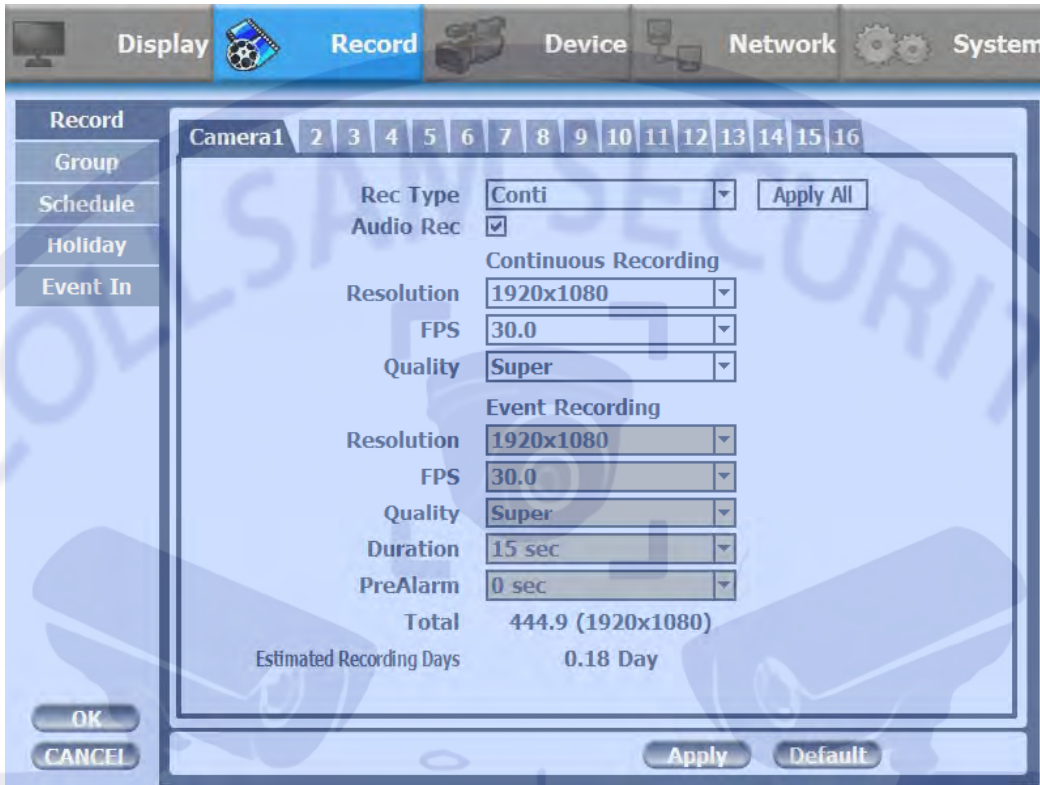 Display Record Device Network System
Record
Group
Schedule
Holiday
Event In
Camera1 2 3 4 5 6 7 8 9 10 11 12 13 14 15 16
Rec Type Conti Apply All
Audio Rec
Continuous Recording
Resolution 1920x1080
FPS 30.0
Quality Super
Event Recording
Resolution 1920x1080
FPS 30.0
Quality Super
Duration 15 sec
PreAlarm 0 sec
Total 444.9 (1920x1080)
Estimated Recording Days 0.18 Day
OK
CANCEL
Apply Default